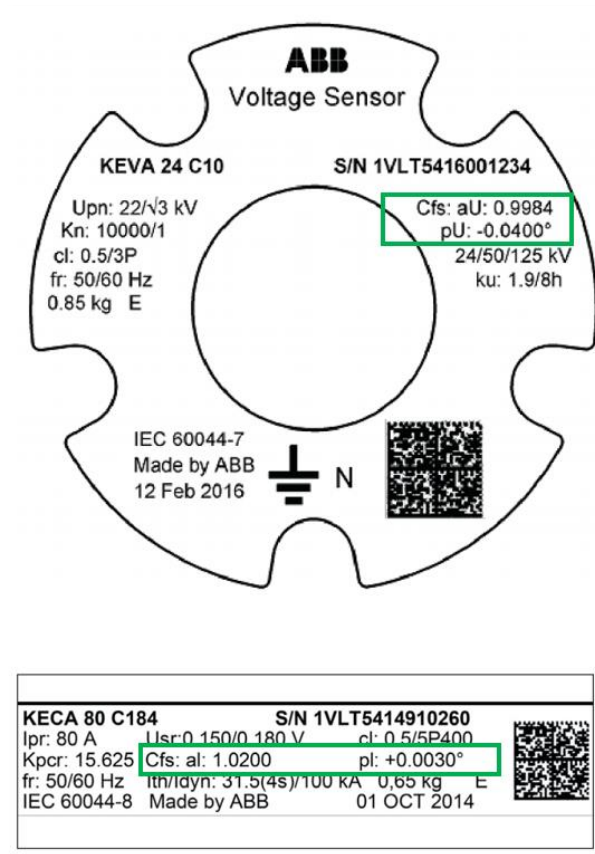 ABB
Voltage Sensor
KEVA 24 C10 S/N 1VLT5416001234
Upn: 22/√3 kV Cfs: aU: 0.9984
Kn: 10000/1 pU: -0.0400°
cl: 0.5/3P 24/50/125 kV
fr: 50/60 Hz ku: 1.9/8h
0.85 kg E
IEC 60044-7
Made by ABB
12 Feb 2016
N
KECA 80 C184 S/N 1VLT5414910260
Ipr: 80 A Usr:0.150/0.180 V cl: 0.5/5P400
Kpcr: 15.625 Cfs: aI: 1.0200 pI: +0.0030°
fr: 50/60 Hz Ith/Idyn: 31.5(4s)/100 kA 0,65 kg E
IEC 60044-8 Made by ABB 01 OCT 2014